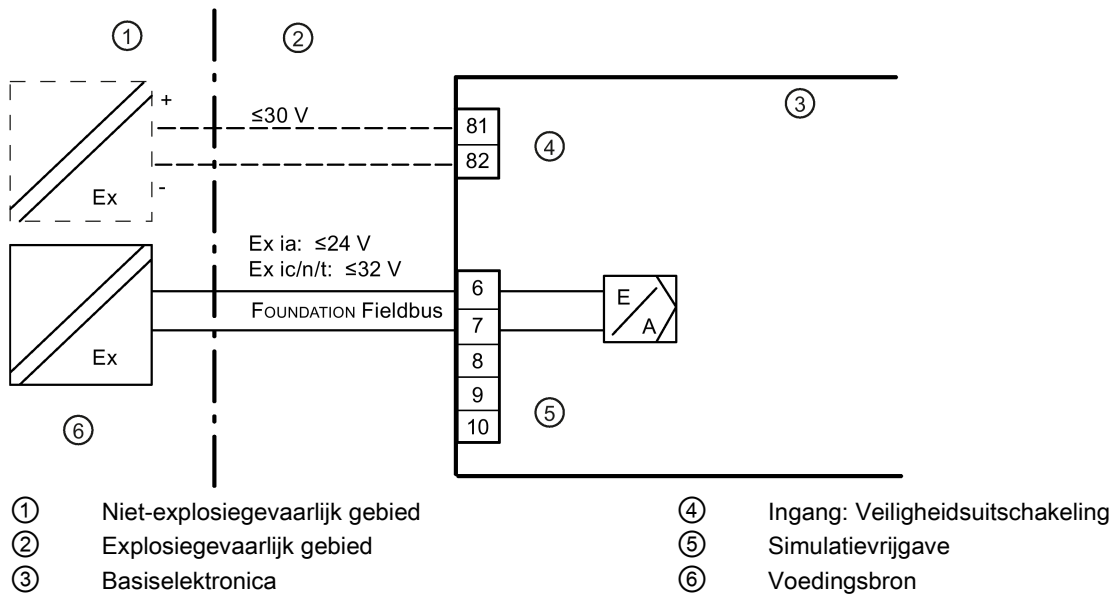 ① ②
③
+
≤30 V
81
④
82
-
Ex
Ex ia: ≤24 V
Ex ic/n/t: ≤32 V
6
E
FOUNDATION Fieldbus
7
A
Ex
8
9
⑤
⑥
10
① Niet-explosiegevaarlijk gebied
② Explosiegevaarlijk gebied
③ Basiselektronica
④ Ingang: Veiligheidsuitschakeling
⑤ Simulatievrijgave
⑥ Voedingsbron